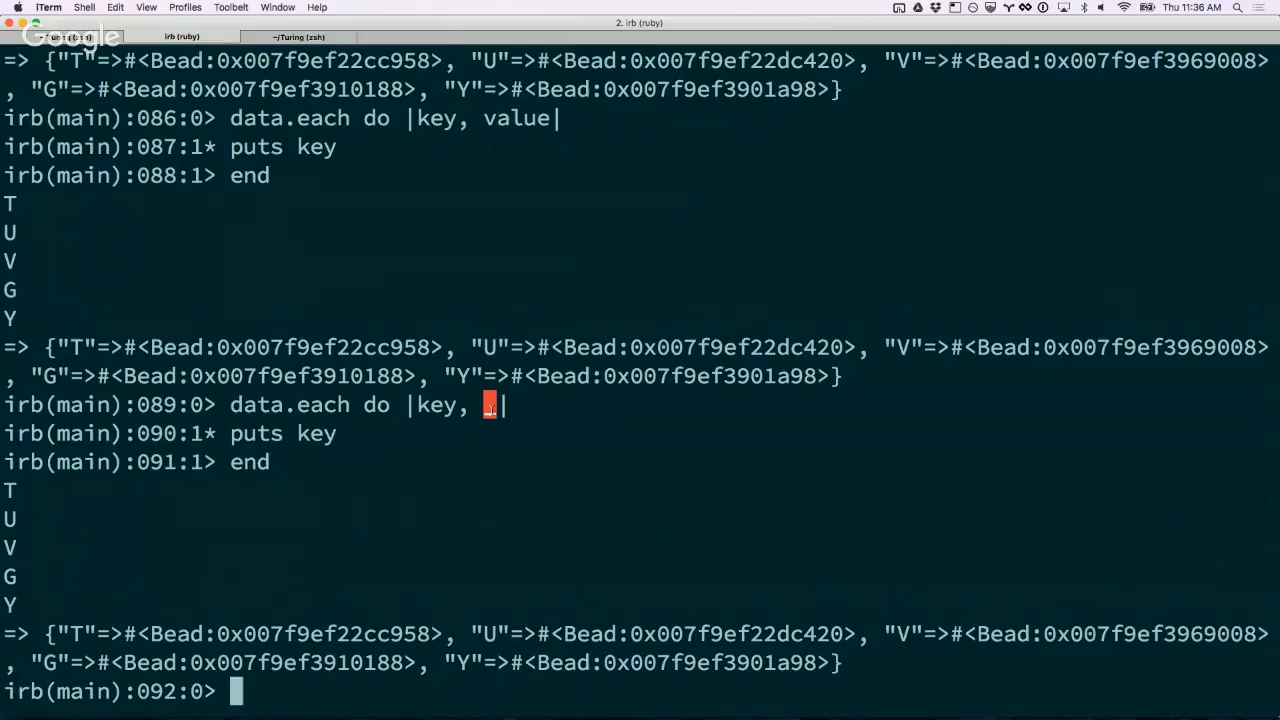 iTerm Shell Edit View Profiles Toolbelt Window Help Thu 11:36 AM
2. irb (ruby)
Google
irb (ruby) ~/Turing (zsh)
=> {"T"=>#<Bead:0x007f9ef22cc958>, "U"=>#<Bead:0x007f9ef22dc420>, "V"=>#<Bead:0x007f9ef3969008>
, "G"=>#<Bead:0x007f9ef3910188>, "Y"=>#<Bead:0x007f9ef3901a98>}
irb(main):086:0> data.each do |key, value|
irb(main):087:1* puts key
irb(main):088:1> end
T
U
V
G
Y
=> {"T"=>#<Bead:0x007f9ef22cc958>, "U"=>#<Bead:0x007f9ef22dc420>, "V"=>#<Bead:0x007f9ef3969008>
, "G"=>#<Bead:0x007f9ef3910188>, "Y"=>#<Bead:0x007f9ef3901a98>}
irb(main):089:0> data.each do |key, _|
irb(main):090:1* puts key
irb(main):091:1> end
T
U
V
G
Y
=> {"T"=>#<Bead:0x007f9ef22cc958>, "U"=>#<Bead:0x007f9ef22dc420>, "V"=>#<Bead:0x007f9ef3969008>
, "G"=>#<Bead:0x007f9ef3910188>, "Y"=>#<Bead:0x007f9ef3901a98>}
irb(main):092:0>